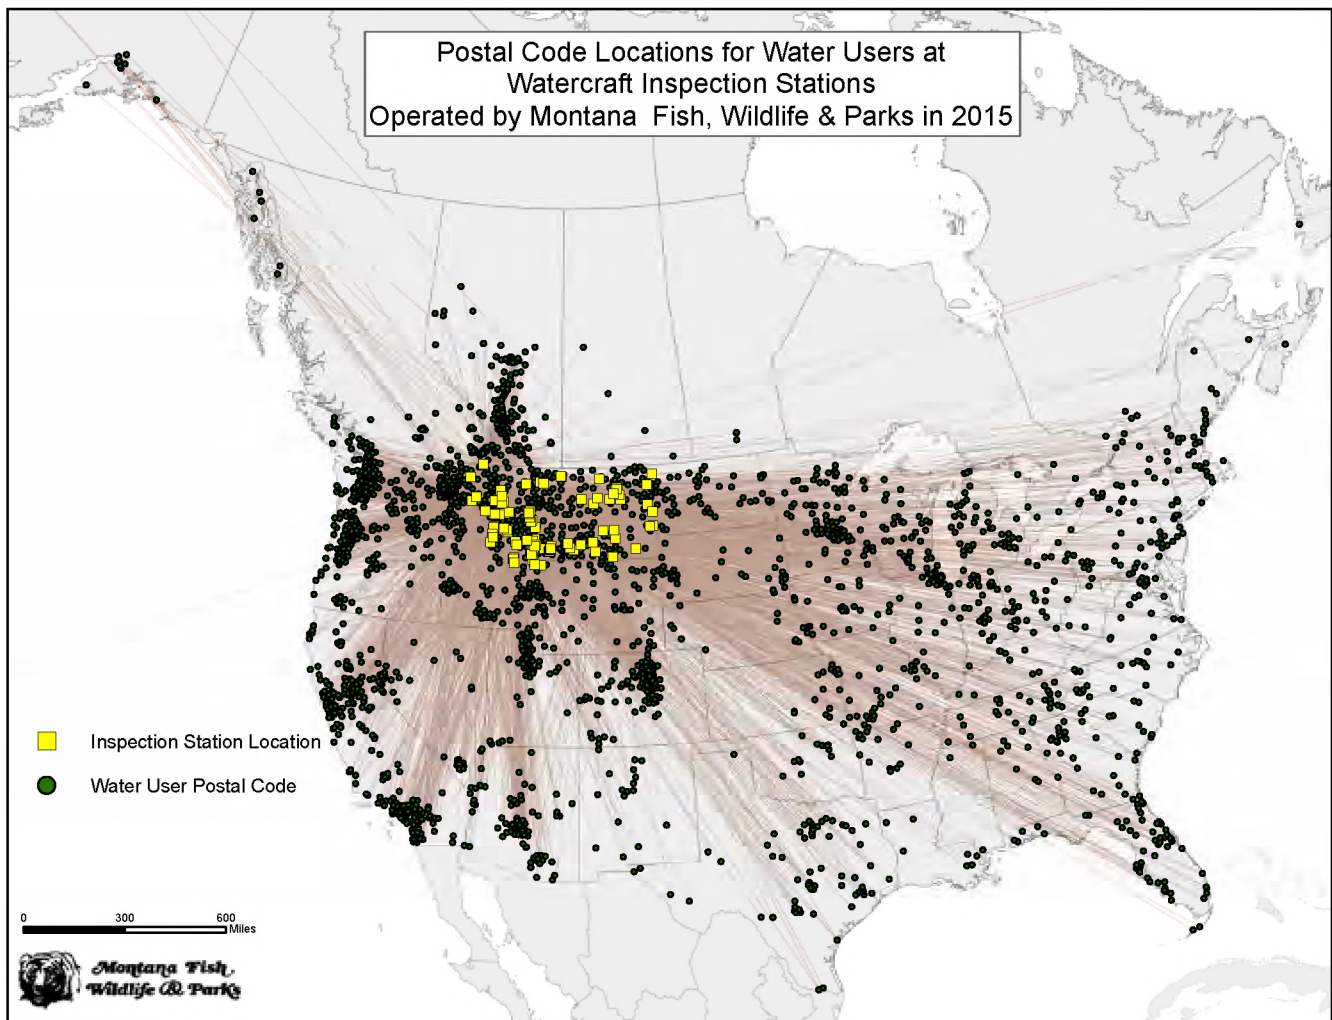 Postal Code Locations for Water Users at
Watercraft Inspection Stations
Operated by Montana Fish, Wildlife & Parks in 2015
Inspection Station Location
Water User Postal Code
0 300 600
Miles
Montana Fish,
Wildlife & Parks